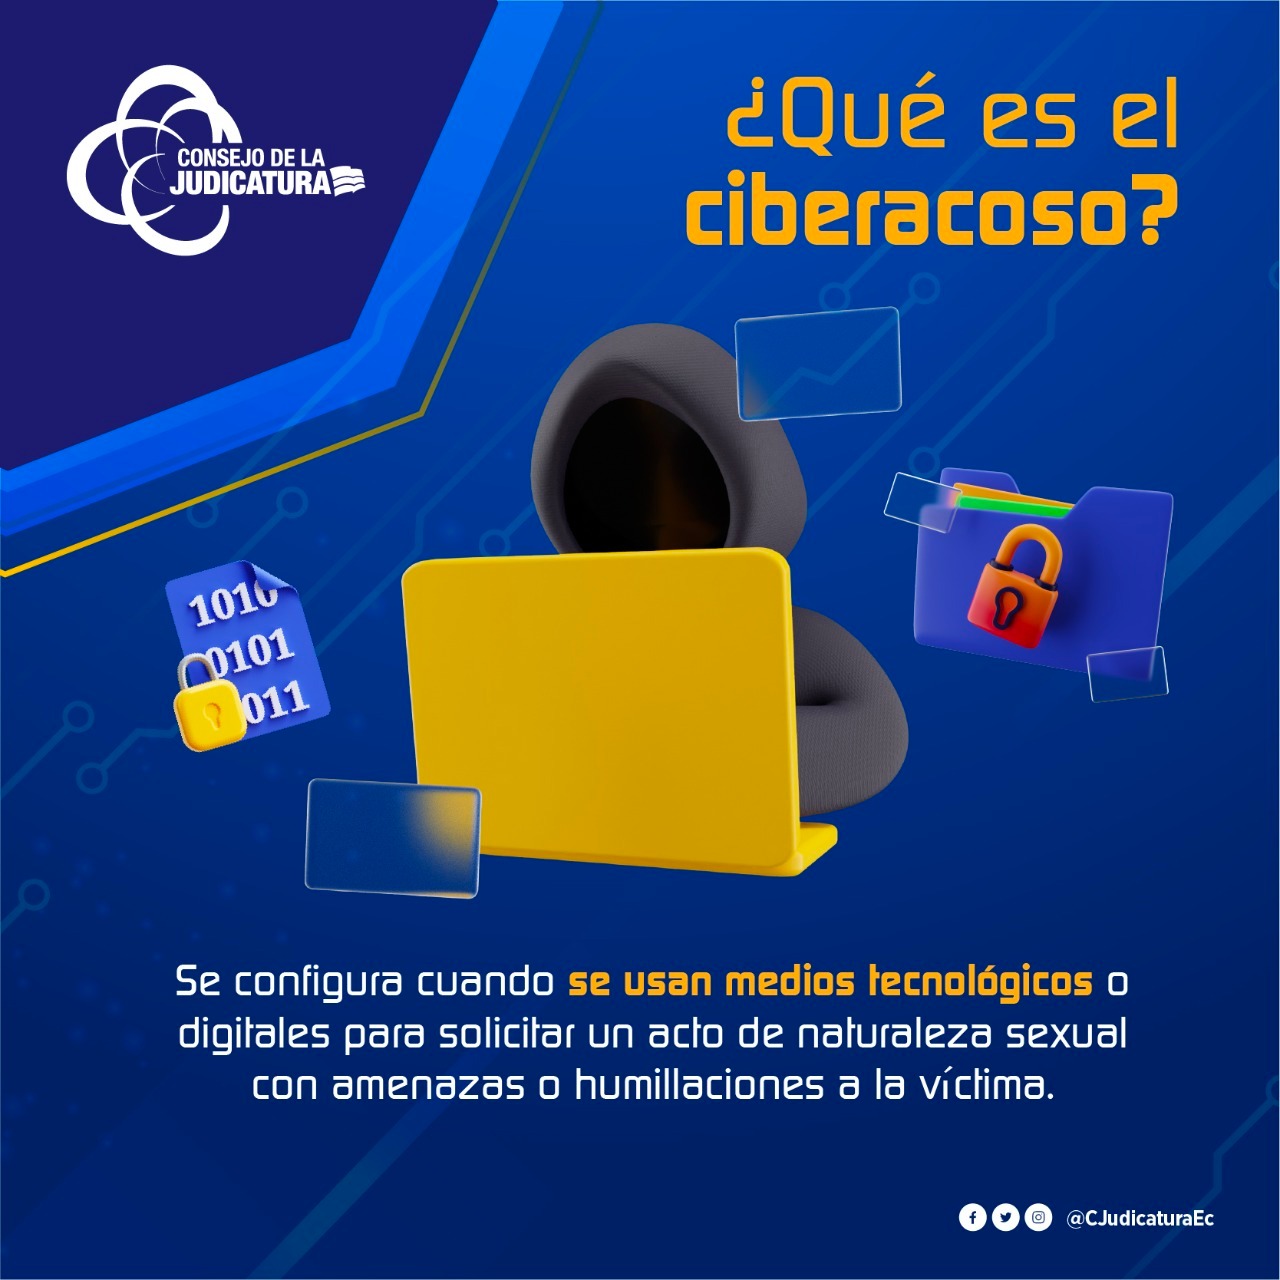 CONSEJO DE LA
JUDICATURA
¿Qué es el
ciberacoso?
1010
0101
011
Se configura cuando se usan medios tecnológicos o
digitales para solicitar un acto de naturaleza sexual
con amenazas o humillaciones a la víctima.
@CJudicaturaEc